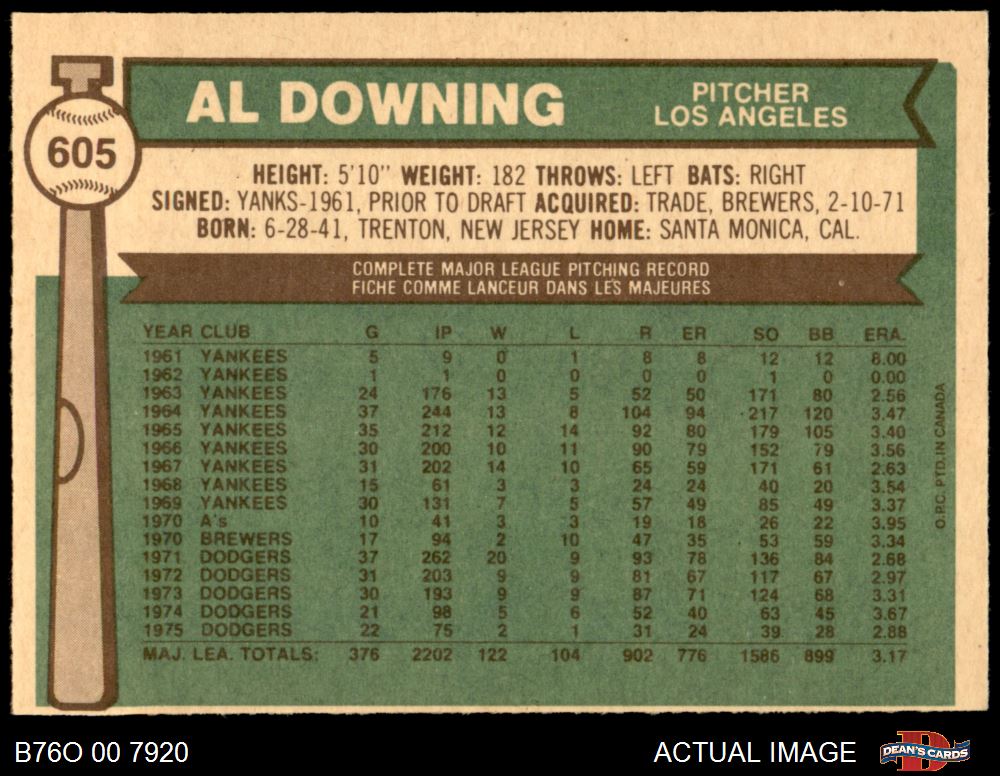 605
AL DOWNING
PITCHER
LOS ANGELES
HEIGHT: 5'10" WEIGHT: 182 THROWS: LEFT BATS: RIGHT
SIGNED: YANKS-1961, PRIOR TO DRAFT ACQUIRED: TRADE, BREWERS, 2-10-71
BORN: 6-28-41, TRENTON, NEW JERSEY HOME: SANTA MONICA, CAL.
COMPLETE MAJOR LEAGUE PITCHING RECORD
FICHE COMME LANCEUR DANS LES MAJEURES
YEAR CLUB G IP W L R ER SO BB ERA.
1961 YANKEES 5 9 0 1 8 8 12 12 8.00
1962 YANKEES 1 1 0 0 0 0 1 0 0.00
1963 YANKEES 24 176 13 5 52 50 171 80 2.56
1964 YANKEES 37 244 13 8 104 94 217 120 3.47
1965 YANKEES 35 212 12 14 92 80 179 105 3.40
1966 YANKEES 30 200 10 11 90 79 152 79 3.56
1967 YANKEES 31 202 14 10 65 59 171 61 2.63
1968 YANKEES 15 61 3 3 24 24 40 20 3.54
1969 YANKEES 30 131 7 5 57 49 85 49 3.37
1970 A's 10 41 3 3 19 18 26 22 3.95
1970 BREWERS 17 94 2 10 47 35 53 59 3.34
1971 DODGERS 37 262 20 9 93 78 136 84 2.68
1972 DODGERS 31 203 9 9 81 67 117 67 2.97
1973 DODGERS 30 193 9 9 87 71 124 68 3.31
1974 DODGERS 21 98 5 6 52 40 63 45 3.67
1975 DODGERS 22 75 2 1 31 24 39 28 2.88
MAJ. LEA. TOTALS: 376 2202 122 104 902 776 1586 899 3.17
O.P.C. PTD. IN CANADA
B76O 00 7920
ACTUAL IMAGE
DEAN'S CARDS